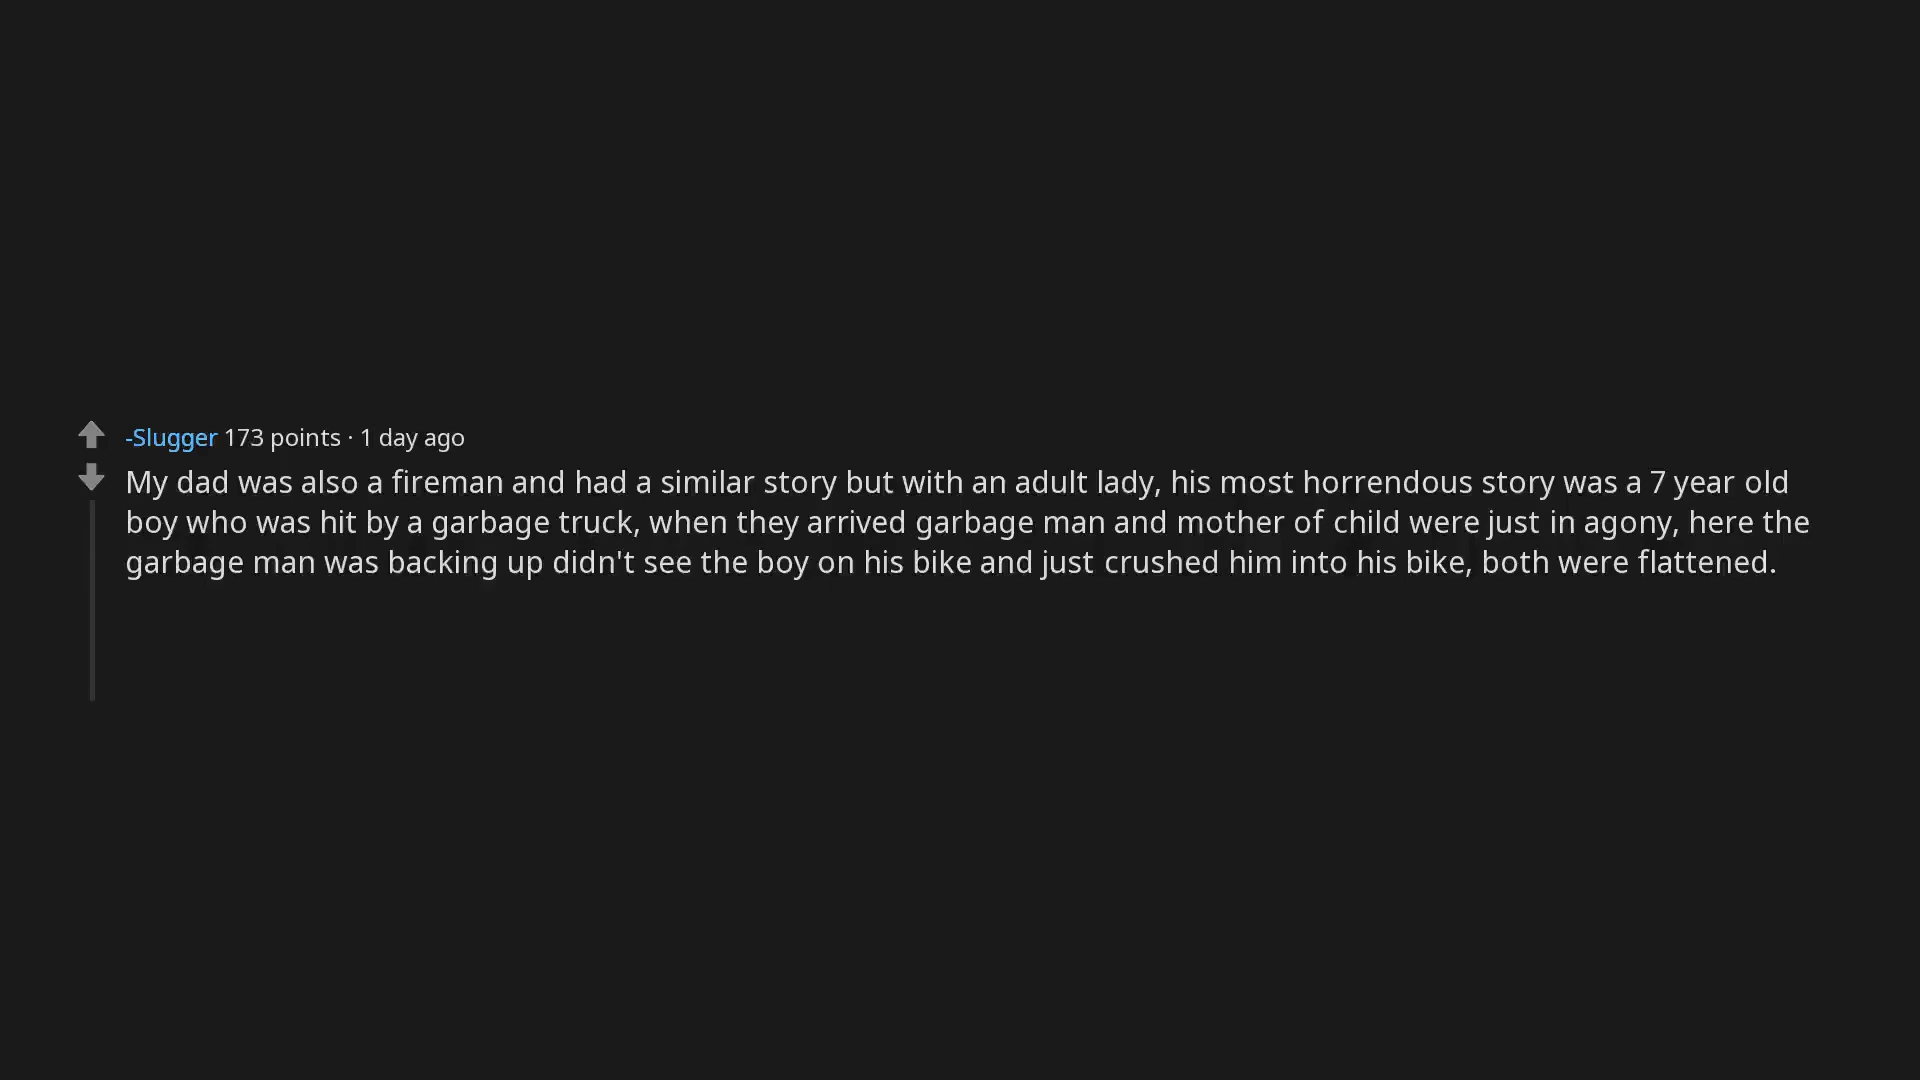 -Slugger 173 points · 1 day ago
My dad was also a fireman and had a similar story but with an adult lady, his most horrendous story was a 7 year old
boy who was hit by a garbage truck, when they arrived garbage man and mother of child were just in agony, here the
garbage man was backing up didn't see the boy on his bike and just crushed him into his bike, both were flattened.